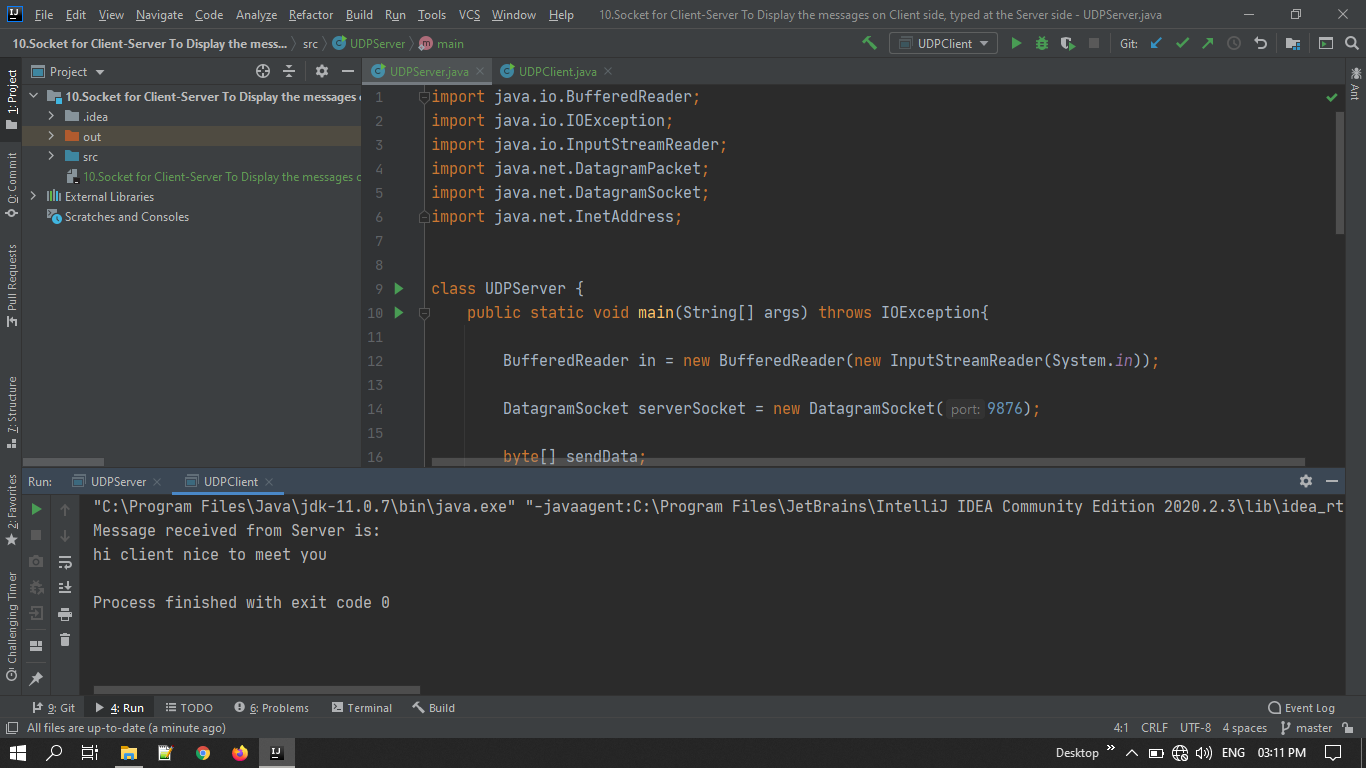 File Edit View Navigate Code Analyze Refactor Build Run Tools VCS Window Help 10.Socket for Client-Server To Display the messages on Client side, typed at the Server side - UDPServer.java
10.Socket for Client-Server To Display the mess... src UDPServer main UDPClient Git:
1: Project
0: Commit
Pull Requests
7: Structure
2: Favorites
Challenging Timer
Project
10.Socket for Client-Server To Display the messages
.idea
out
src
10.Socket for Client-Server To Display the messages
External Libraries
Scratches and Consoles
UDPServer.java UDPClient.java
Ant
1 import java.io.BufferedReader;
2 import java.io.IOException;
3 import java.io.InputStreamReader;
4 import java.net.DatagramPacket;
5 import java.net.DatagramSocket;
6 import java.net.InetAddress;
7
8
9 class UDPServer {
10 public static void main(String[] args) throws IOException{
11
12 BufferedReader in = new BufferedReader(new InputStreamReader(System.in));
13
14 DatagramSocket serverSocket = new DatagramSocket( port: 9876);
15
16 byte[] sendData;
Run: UDPServer UDPClient
"C:\Program Files\Java\jdk-11.0.7\bin\java.exe" "-javaagent:C:\Program Files\JetBrains\IntelliJ IDEA Community Edition 2020.2.3\lib\idea_rt
Message received from Server is:
hi client nice to meet you
Process finished with exit code 0
9: Git 4: Run TODO 6: Problems Terminal Build Event Log
All files are up-to-date (a minute ago) 4:1 CRLF UTF-8 4 spaces master
Desktop ENG 03:11 PM